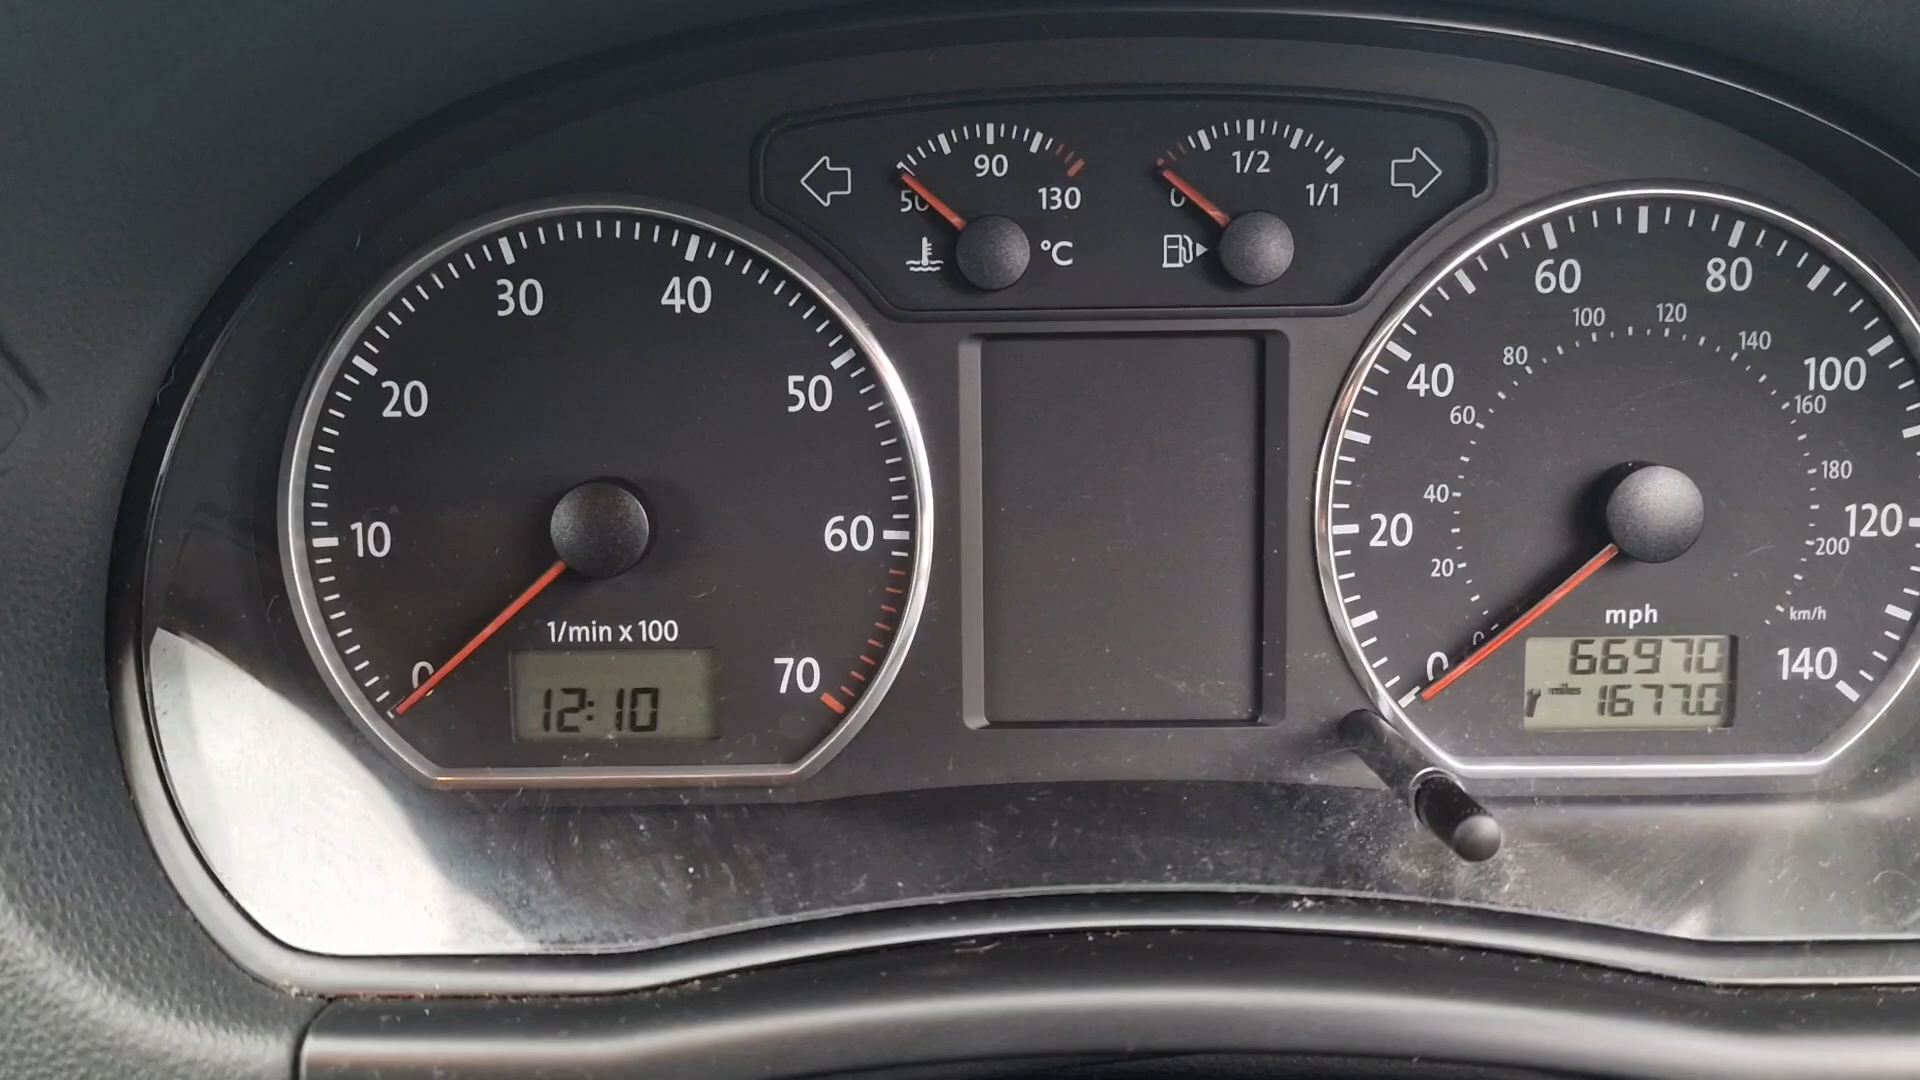 50 90 130 °C
0 1/2 1/1
0 10 20 30 40 50 60 70
1/min x 100
12:10
0 20 40 60 80 100 120 140
0 20 40 60 80 100 120 140 160 180 200 km/h
mph
66970
miles 1677.0